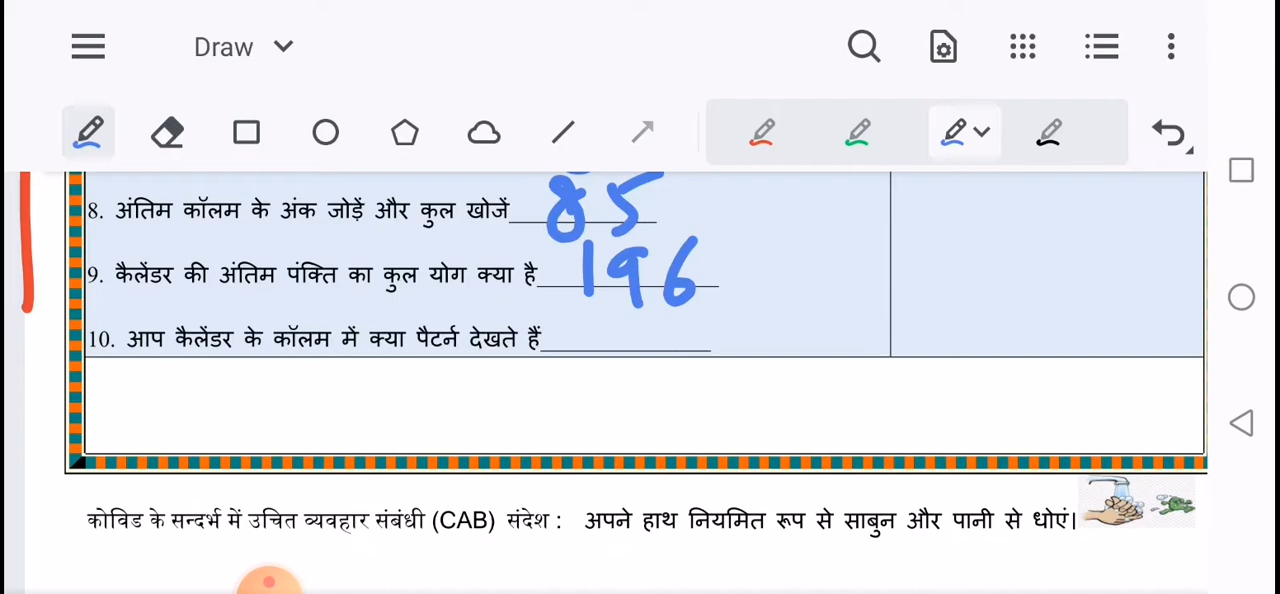 Draw
8. अंतिम कॉलम के अंक जोड़ें और कुल खोजें 85
9. कैलेंडर की अंतिम पंक्ति का कुल योग क्या है 196
10. आप कैलेंडर के कॉलम में क्या पैटर्न देखते हैं
कोविड के सन्दर्भ में उचित व्यवहार संबंधी (CAB) संदेश : अपने हाथ नियमित रूप से साबुन और पानी से धोएं।